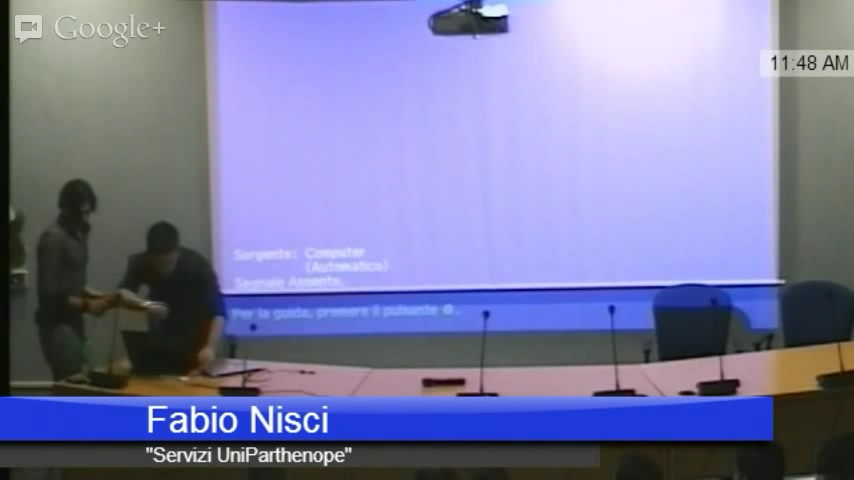 Google+
11:48 AM
Sorgente: Computer
(Automatico)
Segnale Assente.
Per la guida, premere il pulsante
Fabio Nisci
"Servizi UniParthenope"